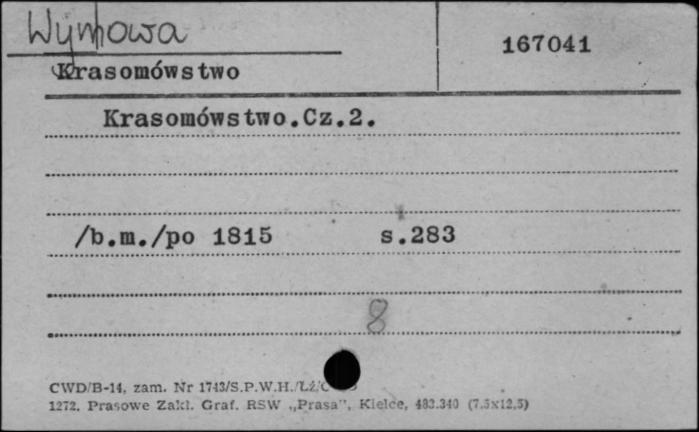 Wymowa
167041
Krasomówstwo
Krasomówstwo.Cz.2.
/b.m./po 1815 s.283
8
CWD/B-14, zam. Nr 1743/S.P.W.H.
1272. Prasowe Zakł. Graf. RSW „Prasa", Kielce, 483.340 (7.5x12.5)